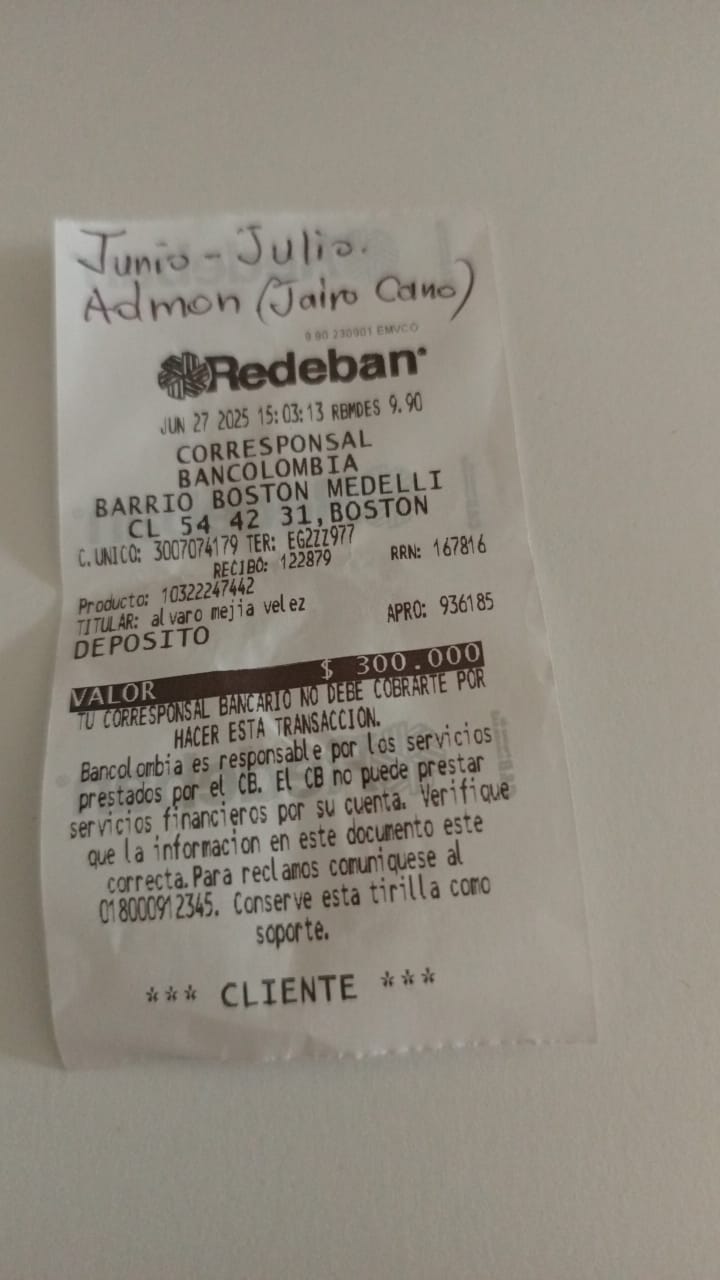 Junio - Julio.
Admon (Jairo Cano)
9.90 230901 EMVCO
Redeban
JUN 27 2025 15:03:13 RBMDES 9.90
CORRESPONSAL
BANCOLOMBIA
BARRIO BOSTON MEDELLI
CL 54 42 31, BOSTON
C. UNICO: 3007074179 TER: EG2ZZ977
RECIBO: 122879 RRN: 167816
Producto: 10322247442
TITULAR: alvaro mejia velez APRO: 936185
DEPOSITO
VALOR $ 300.000
TU CORRESPONSAL BANCARIO NO DEBE COBRARTE POR
HACER ESTA TRANSACCION.
Bancolombia es responsable por los servicios
prestados por el CB. El CB no puede prestar
servicios financieros por su cuenta. Verifique
que la informacion en este documento este
correcta. Para reclamos comuniquese al
018000912345. Conserve esta tirilla como
soporte.
*** CLIENTE ***